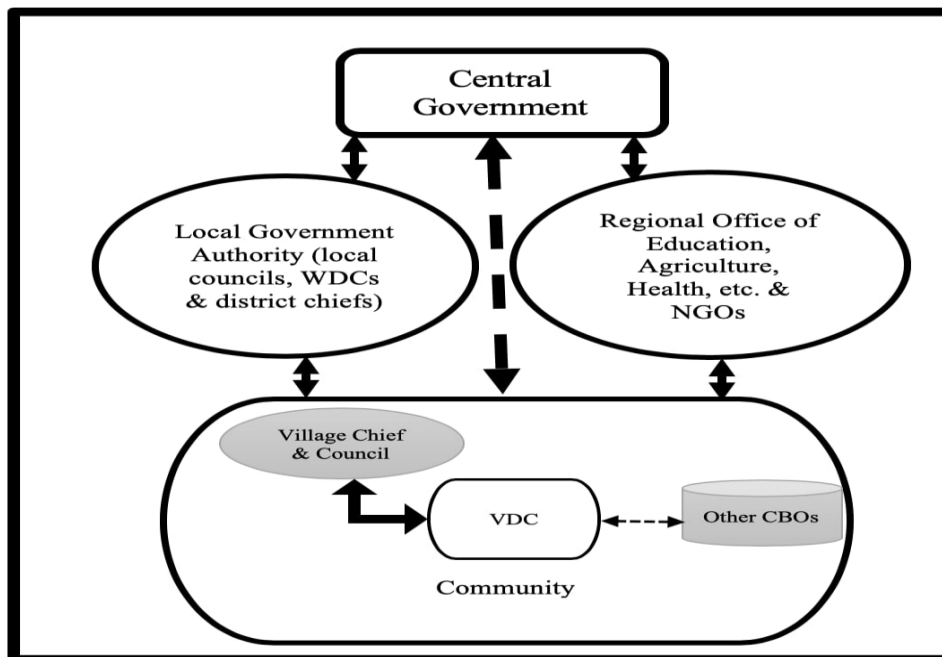 Central
Government
Local Government
Authority (local
councils, WDCs
& district chiefs)
Regional Office of
Education,
Agriculture,
Health, etc. &
NGOs
Village Chief
& Council
VDC
Other CBOs
Community